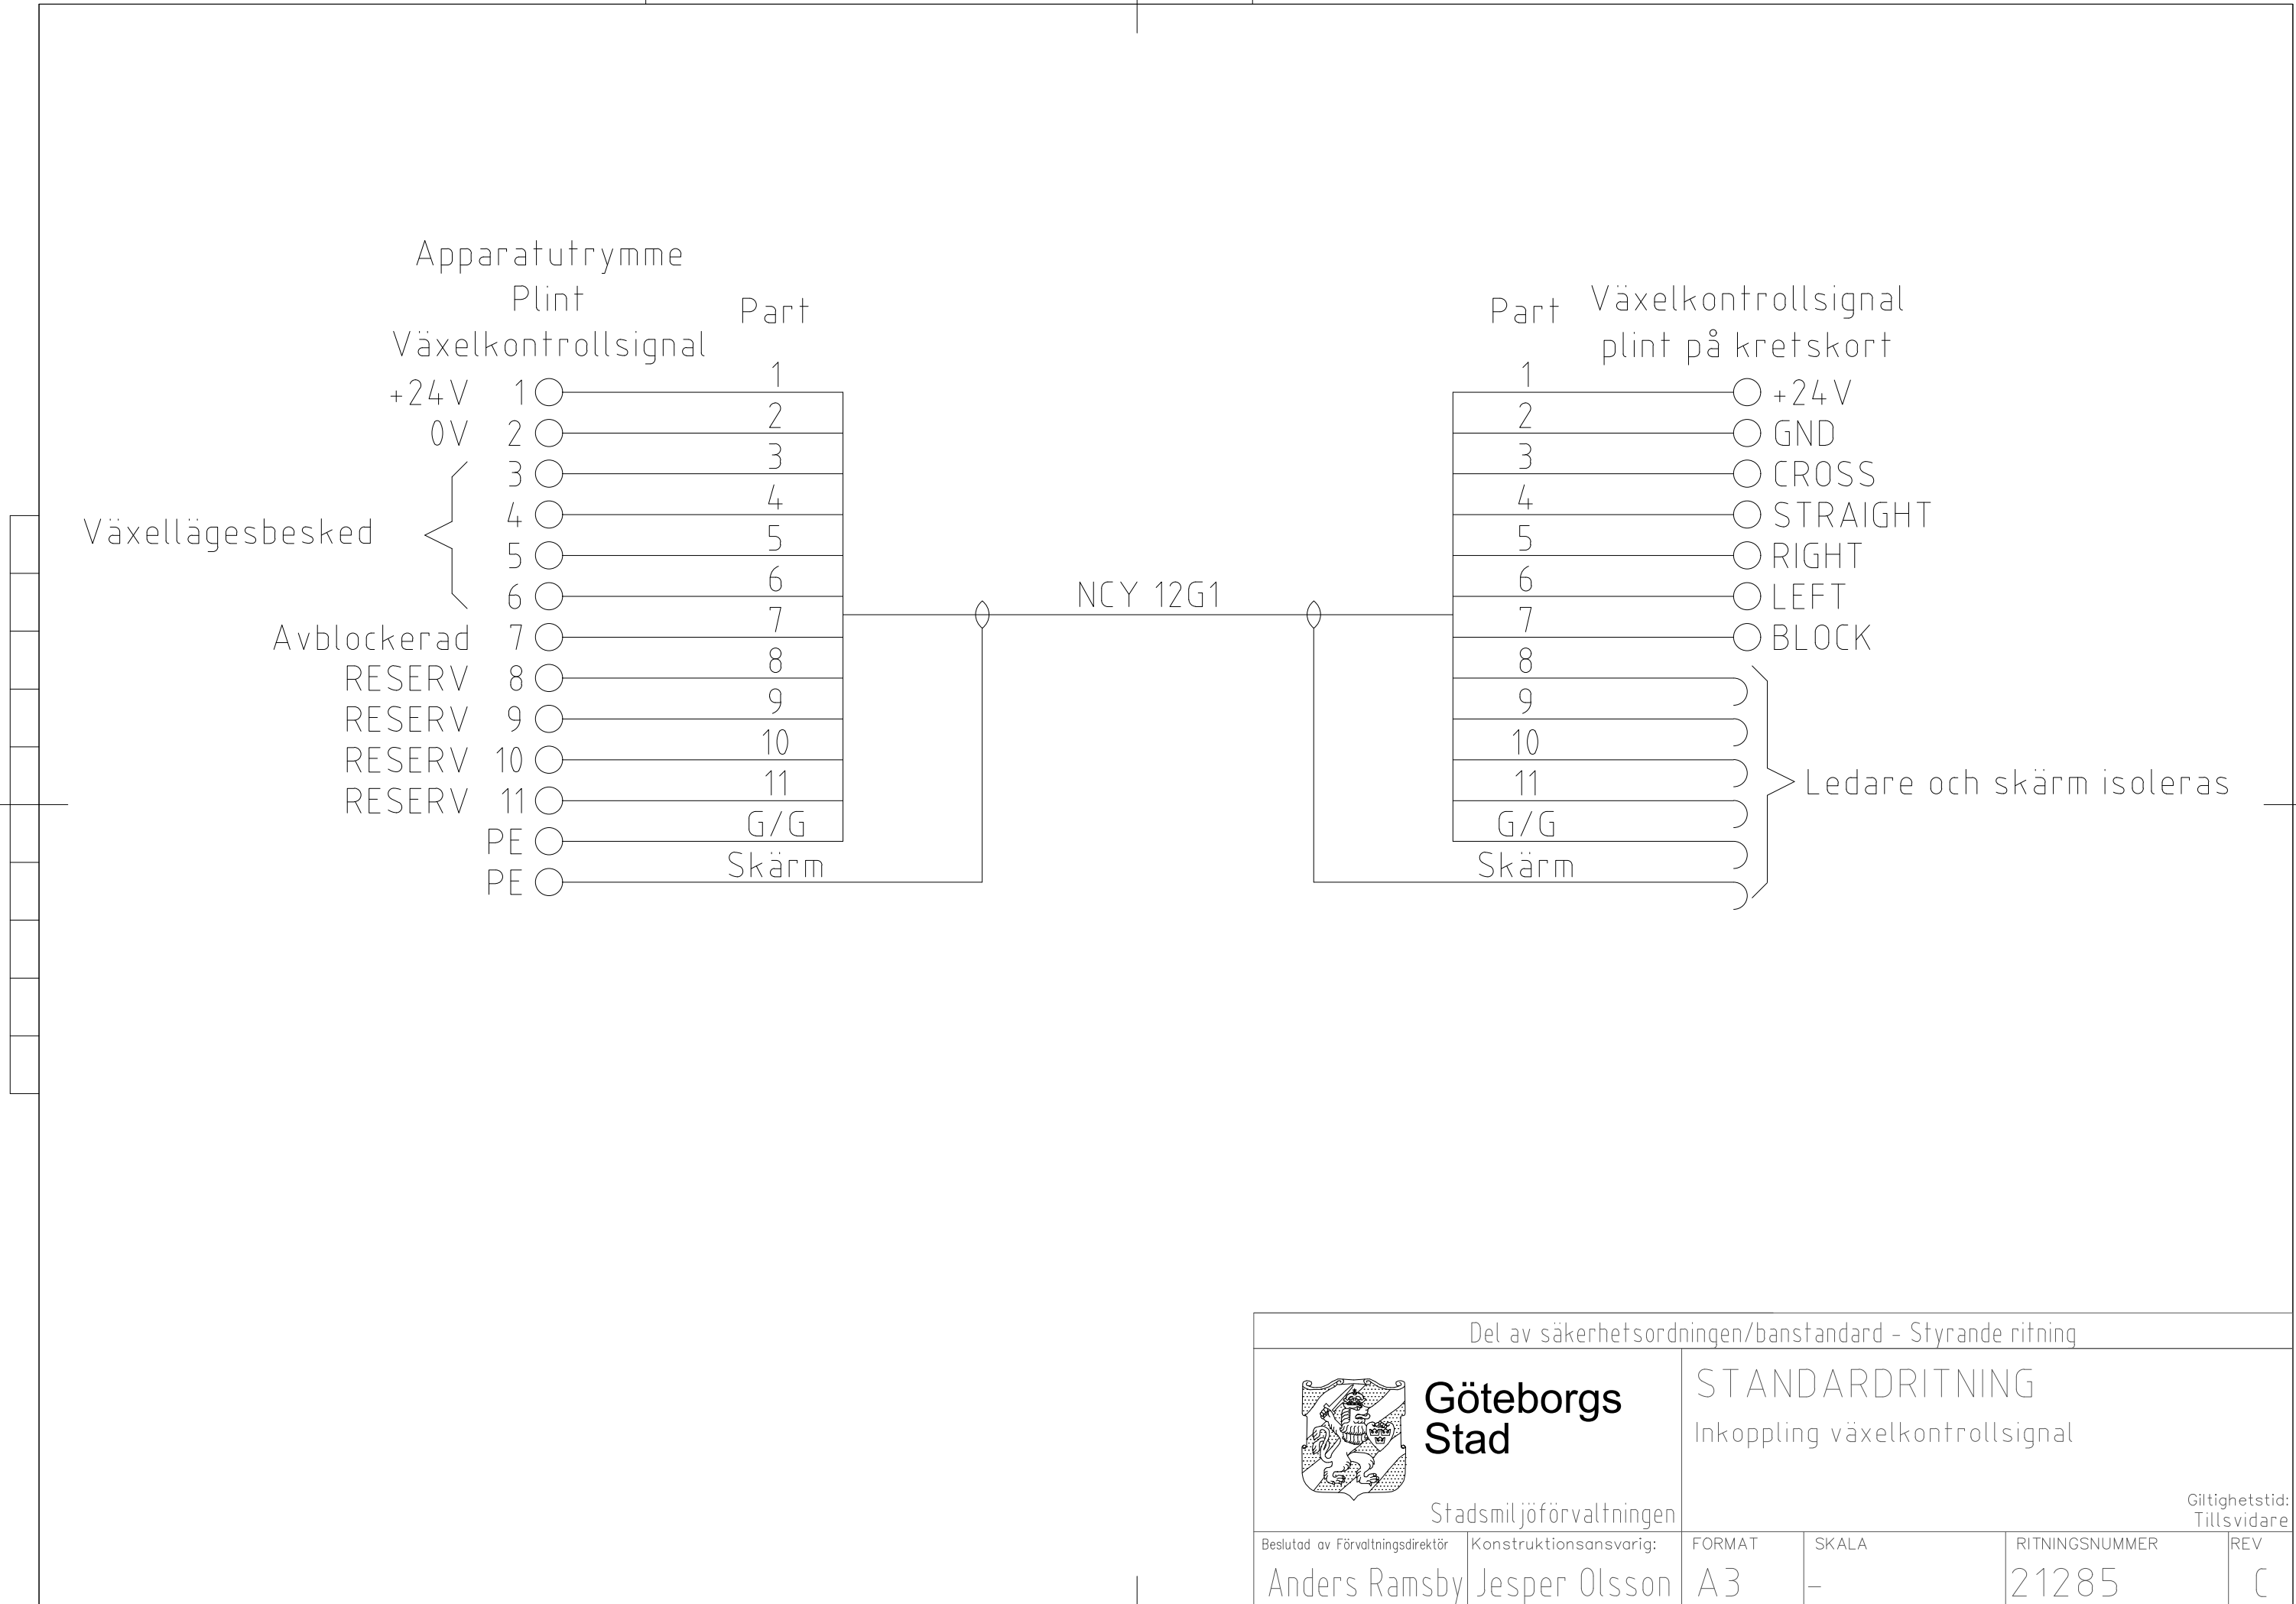 Apparatutrymme
Plint
Växelkontrollsignal
Part
Part
Växelkontrollsignal
plint på kretskort
+24V 1 1
0V 2 2
3 3
4 4
Växellägesbesked
5 5
6 6
Avblockerad 7 7
RESERV 8 8
RESERV 9 9
RESERV 10 10
RESERV 11 11
PE G/G
PE Skärm
NCY 12G1
1 +24V
2 GND
3 CROSS
4 STRAIGHT
5 RIGHT
6 LEFT
7 BLOCK
8
9
10
11
G/G
Skärm
Ledare och skärm isoleras
Del av säkerhetsordningen/banstandard - Styrande ritning
Göteborgs
Stad
Stadsmiljöförvaltningen
STANDARDRITNING
Inkoppling växelkontrollsignal
Giltighetstid:
Tillsvidare
Beslutad av Förvaltningsdirektör
Anders Ramsby
Konstruktionsansvarig:
Jesper Olsson
FORMAT
A3
SKALA
-
RITNINGSNUMMER
21285
REV
C